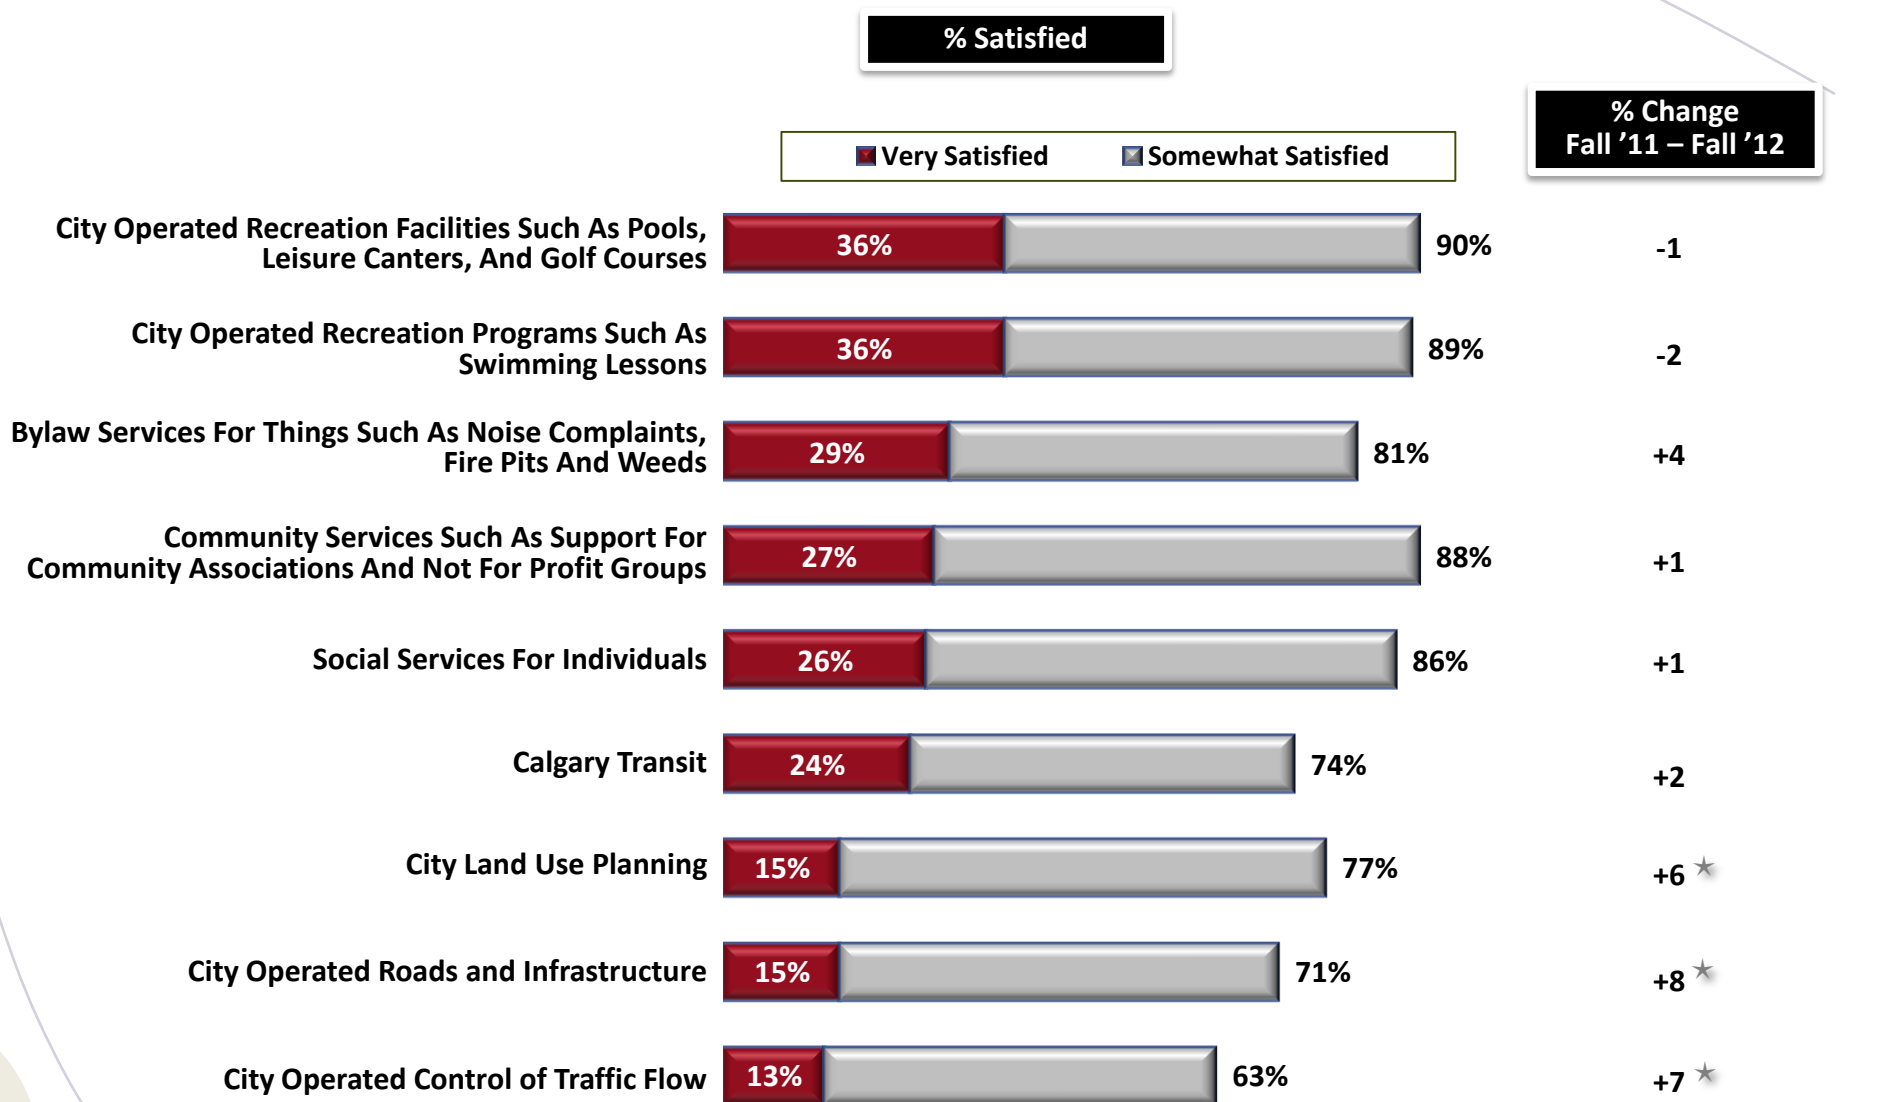 % Satisfied
% Change
Fall ’11 – Fall ’12
Very Satisfied Somewhat Satisfied
City Operated Recreation Facilities Such As Pools,
Leisure Canters, And Golf Courses
36% 90% -1
City Operated Recreation Programs Such As
Swimming Lessons
36% 89% -2
Bylaw Services For Things Such As Noise Complaints,
Fire Pits And Weeds
29% 81% +4
Community Services Such As Support For
Community Associations And Not For Profit Groups
27% 88% +1
Social Services For Individuals 26% 86% +1
Calgary Transit 24% 74% +2
City Land Use Planning 15% 77% +6 ★
City Operated Roads and Infrastructure 15% 71% +8 ★
City Operated Control of Traffic Flow 13% 63% +7 ★